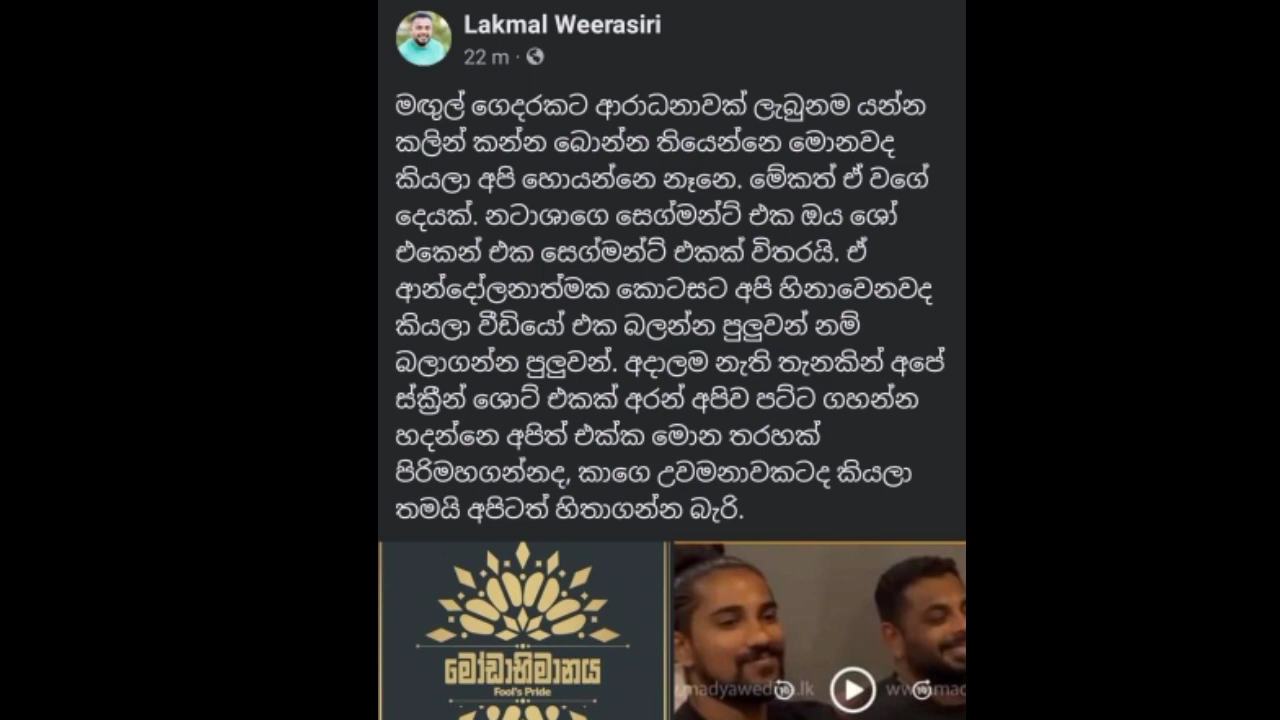 Lakmal Weerasiri
22 m ·
මඟුල් ගෙදරකට ආරාධනාවක් ලැබුනම යන්න
කලින් කන්න බොන්න තියෙන්නෙ මොනවද
කියලා අපි හොයන්නෙ නෑනෙ. මේකත් ඒ වගේ
දෙයක්. නටාශාගෙ සෙග්මන්ට් එක ඔය ශෝ
එකෙන් එක සෙග්මන්ට් එකක් විතරයි. ඒ
ආන්දෝලනාත්මක කොටසට අපි හිනාවෙනවද
කියලා වීඩියෝ එක බලන්න පුලුවන් නම්
බලාගන්න පුලුවන්. අදාලම නැති තැනකින් අපේ
ස්ක්‍රීන් ශොට් එකක් අරන් අපිව පට්ට ගහන්න
හදන්නෙ අපිත් එක්ක මොන තරහක්
පිරිමහගන්නද, කාගෙ උවමනාවකටද කියලා
තමයි අපිටත් හිතාගන්න බැරි.
මෝඩාභිමානය
Fool's Pride